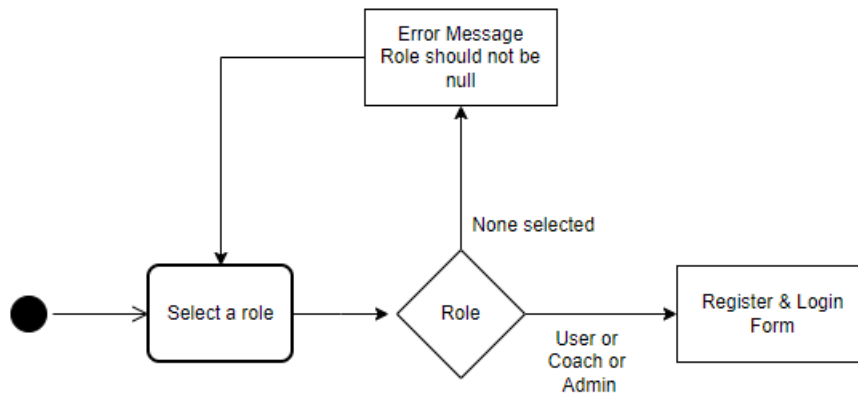 Error Message
Role should not be
null
None selected
Select a role
Role
Register & Login
Form
User or
Coach or
Admin